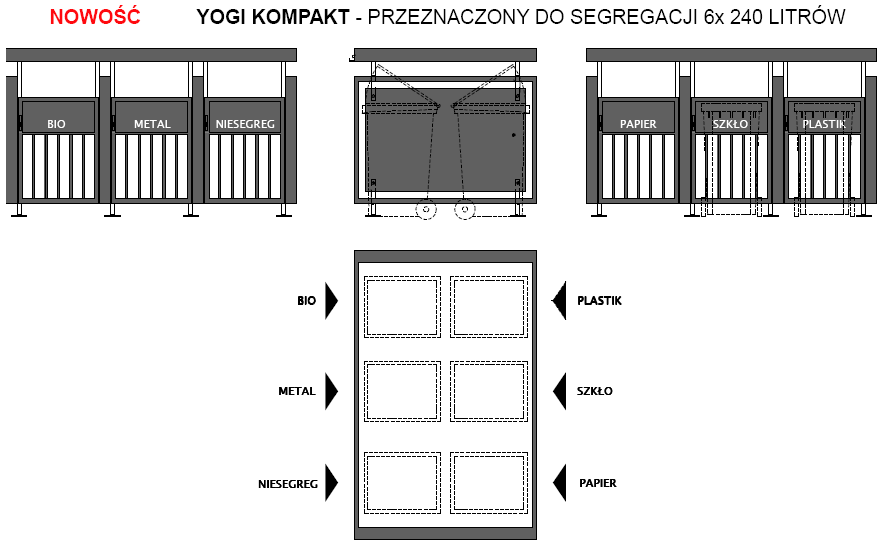 NOWOŚĆ YOGI KOMPAKT - PRZEZNACZONY DO SEGREGACJI 6x 240 LITRÓW
BIO METAL NIESEGREG PAPIER SZKŁO PLASTIK
BIO PLASTIK
METAL SZKŁO
NIESEGREG PAPIER